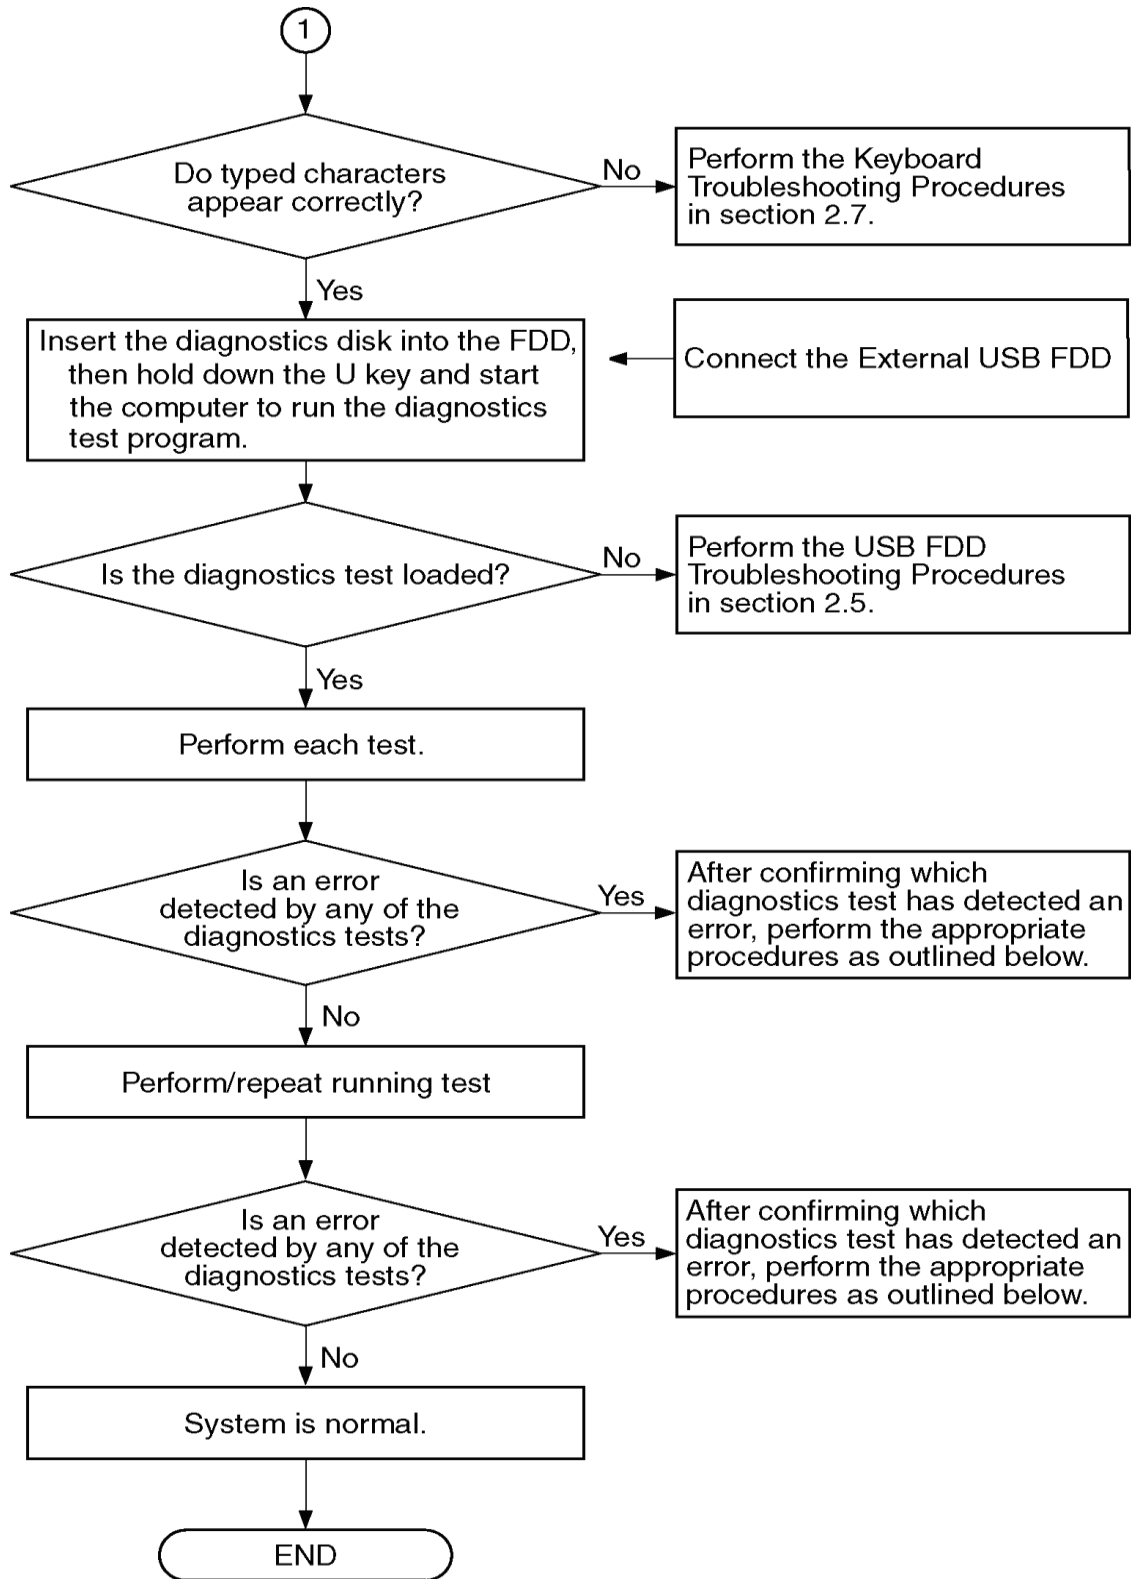 1
Do typed characters
appear correctly?
No
Perform the Keyboard
Troubleshooting Procedures
in section 2.7.
Yes
Insert the diagnostics disk into the FDD,
then hold down the U key and start
the computer to run the diagnostics
test program.
Connect the External USB FDD
Is the diagnostics test loaded?
No
Perform the USB FDD
Troubleshooting Procedures
in section 2.5.
Yes
Perform each test.
Is an error
detected by any of the
diagnostics tests?
Yes
After confirming which
diagnostics test has detected an
error, perform the appropriate
procedures as outlined below.
No
Perform/repeat running test
Is an error
detected by any of the
diagnostics tests?
Yes
After confirming which
diagnostics test has detected an
error, perform the appropriate
procedures as outlined below.
No
System is normal.
END